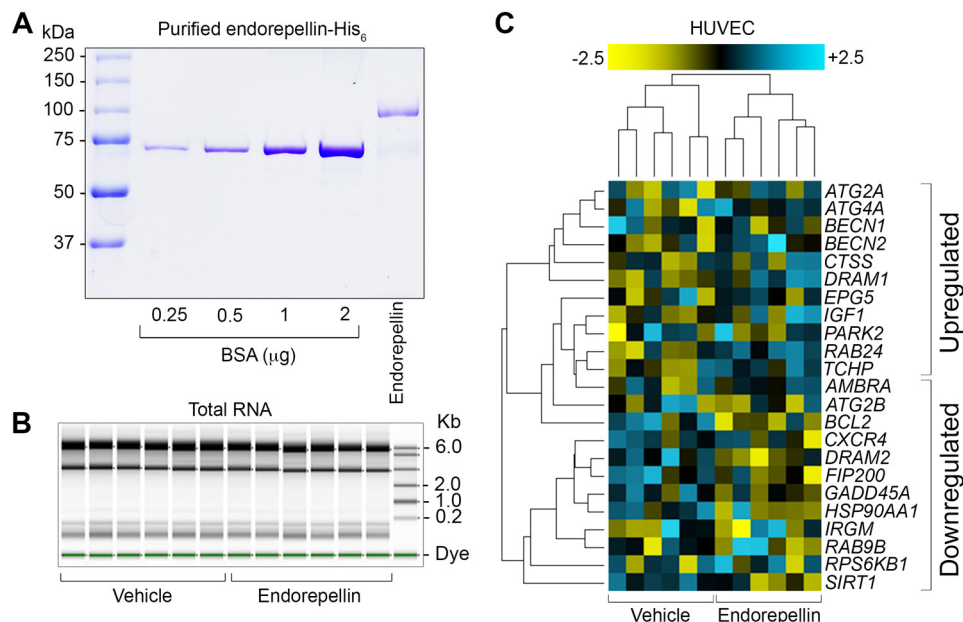 A
kDa
Purified endorepellin-His6
250
150
100
75
50
37
0.25 0.5 1 2
BSA (µg)
Endorepellin
B
Total RNA
Kb
6.0
2.0
1.0
0.2
Dye
Vehicle Endorepellin
C
HUVEC
-2.5 +2.5
ATG2A
ATG4A
BECN1
BECN2
CTSS
DRAM1
EPG5
IGF1
PARK2
RAB24
TCHP
AMBRA
ATG2B
BCL2
CXCR4
DRAM2
FIP200
GADD45A
HSP90AA1
IRGM
RAB9B
RPS6KB1
SIRT1
Upregulated
Downregulated
Vehicle Endorepellin